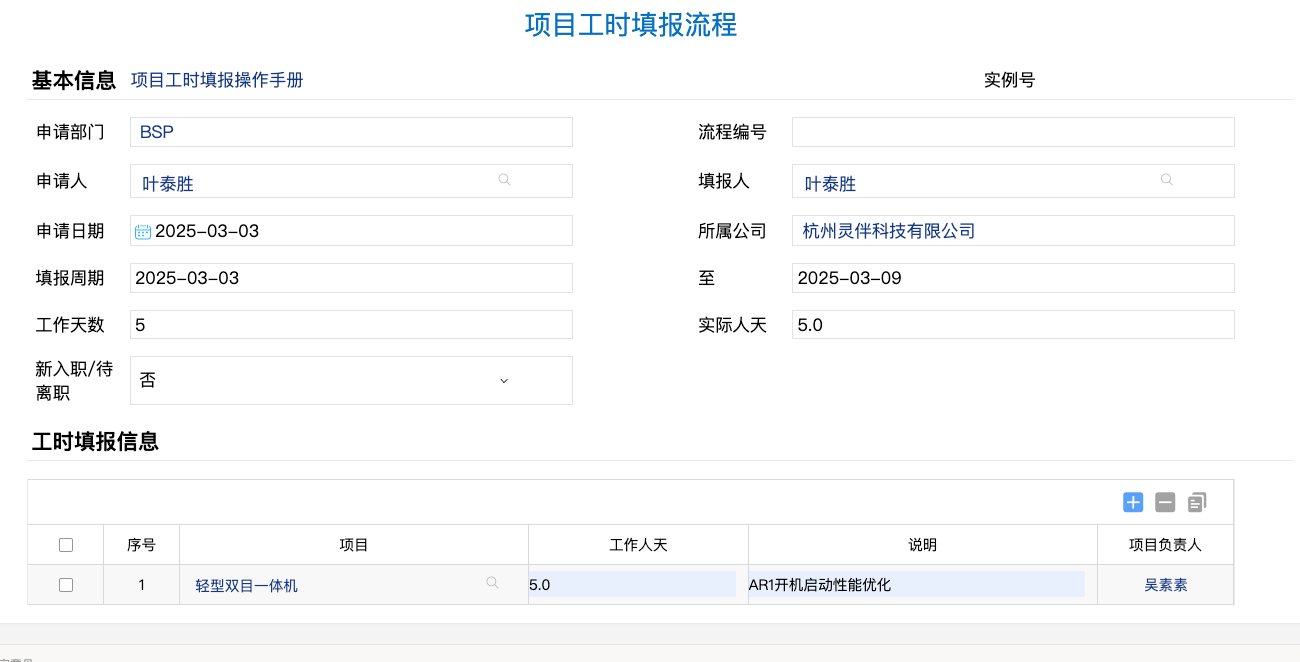 项目工时填报流程
基本信息 项目工时填报操作手册 实例号
申请部门 BSP 流程编号
申请人 叶泰胜 填报人 叶泰胜
申请日期 2025-03-03 所属公司 杭州灵伴科技有限公司
填报周期 2025-03-03 至 2025-03-09
工作天数 5 实际人天 5.0
新入职/待
离职 否
工时填报信息
序号 项目 工作人天 说明 项目负责人
1 轻型双目一体机 5.0 AR1开机启动性能优化 吴素素